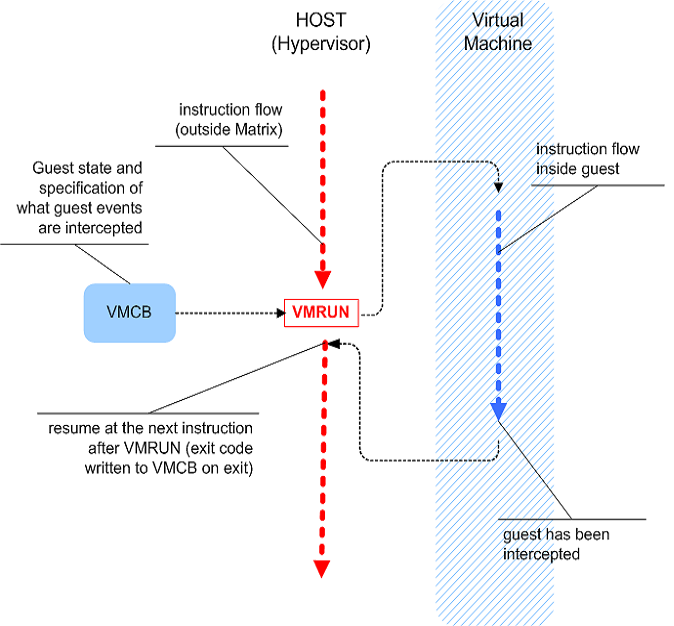 HOST
(Hypervisor)
Virtual
Machine
instruction flow
(outside Matrix)
instruction flow
inside guest
Guest state and
specification of
what guest events
are intercepted
VMCB
VMRUN
resume at the next instruction
after VMRUN (exit code
written to VMCB on exit)
guest has been
intercepted